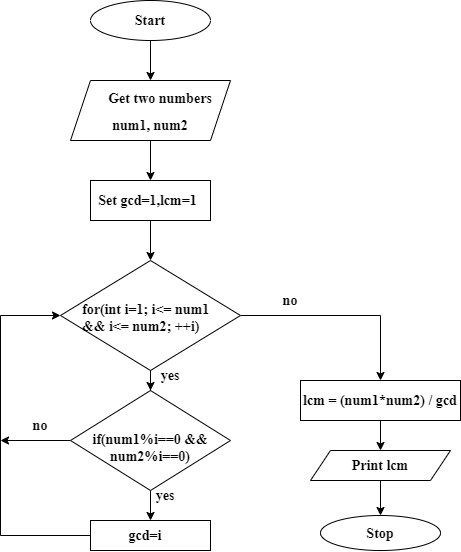 Start
Get two numbers
num1, num2
Set gcd=1,lcm=1
for(int i=1; i<= num1
&& i<= num2; ++i)
no
yes
lcm = (num1*num2) / gcd
no
if(num1%i==0 &&
num2%i==0)
Print lcm
yes
gcd=i
Stop